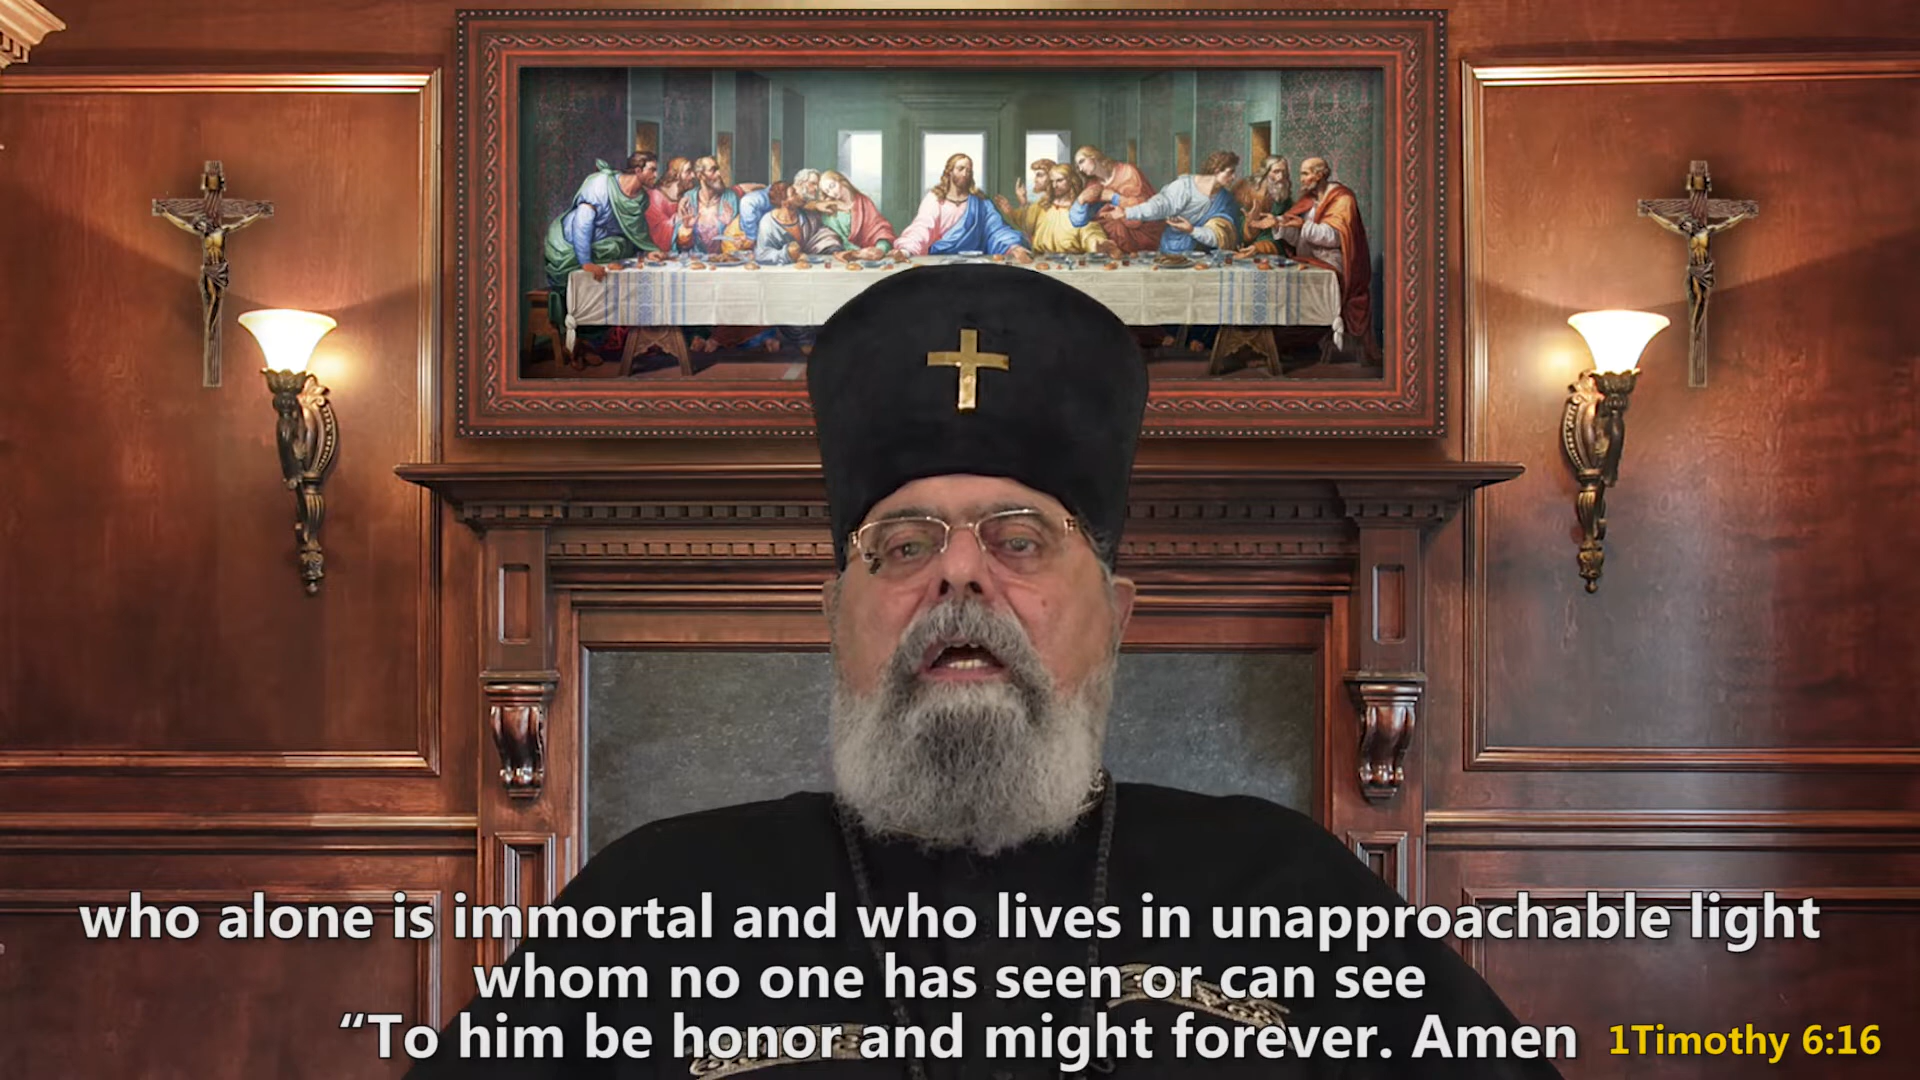 who alone is immortal and who lives in unapproachable light
whom no one has seen or can see
“To him be honor and might forever. Amen 1Timothy 6:16